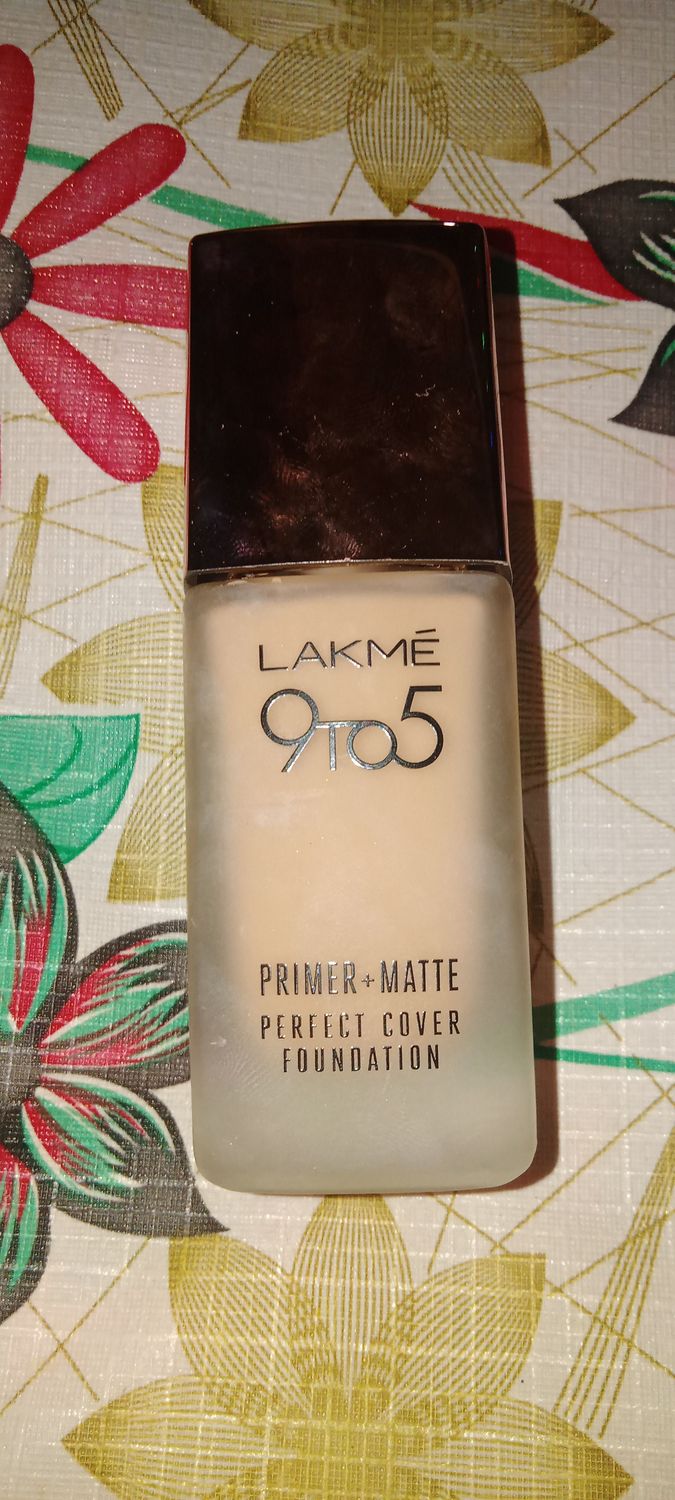 LAKMÉ
9TO5
PRIMER+MATTE
PERFECT COVER
FOUNDATION